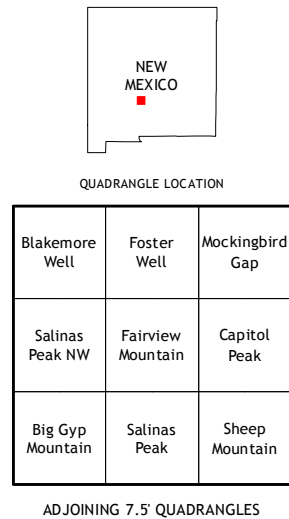 NEW
MEXICO
QUADRANGLE LOCATION
Blakemore
Well
Foster
Well
Mockingbird
Gap
Salinas
Peak NW
Fairview
Mountain
Capitol
Peak
Big Gyp
Mountain
Salinas
Peak
Sheep
Mountain
ADJOINING 7.5' QUADRANGLES